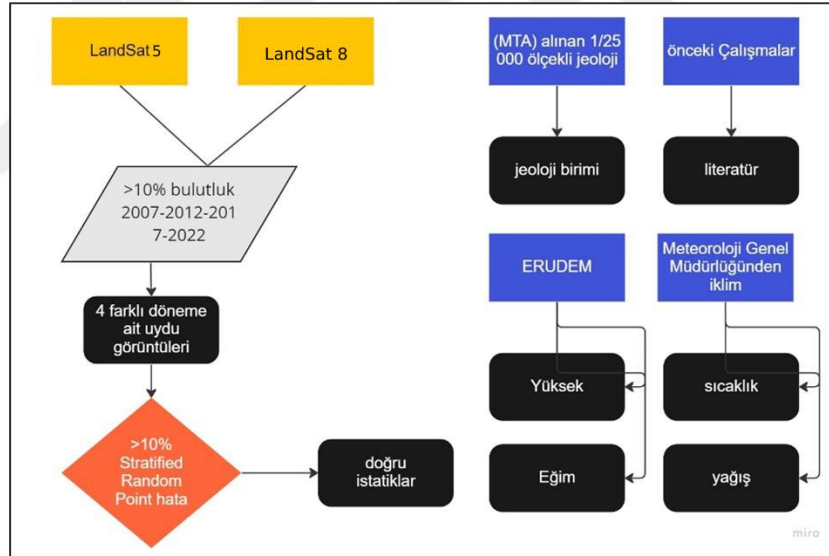 LandSat 5
LandSat 8
>10% bulutluk
2007-2012-201
7-2022
4 farklı döneme
ait uydu
görüntüleri
>10%
Stratified
Random
Point hata
doğru
istatiklar
(MTA) alınan 1/25
000 ölçekli jeoloji
önceki Çalışmalar
jeoloji birimi
literatür
ERUDEM
Meteoroloji Genel
Müdürlüğünden
iklim
Yüksek
sıcaklık
Eğim
yağış
miro